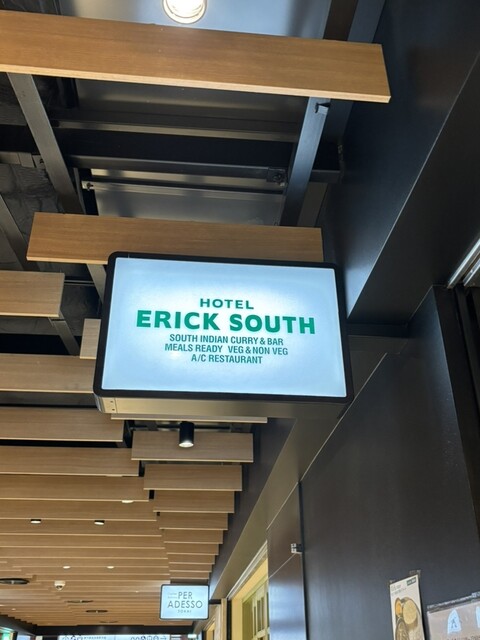 HOTEL
ERICK SOUTH
SOUTH INDIAN CURRY & BAR
MEALS READY VEG & NON VEG
A/C RESTAURANT
PER
ADESSO